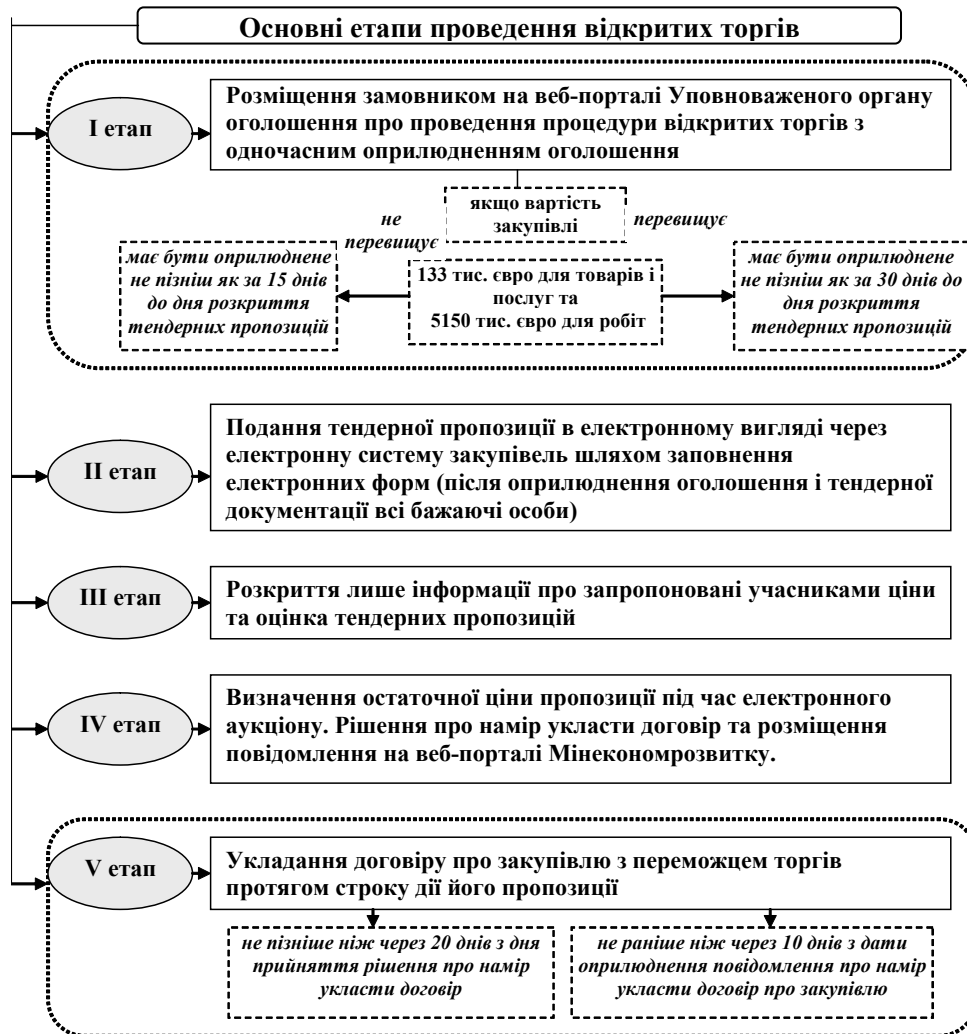 Основні етапи проведення відкритих торгів
І етап
Розміщення замовником на веб-порталі Уповноваженого органу
оголошення про проведення процедури відкритих торгів з
одночасним оприлюдненням оголошення
якщо вартість
закупівлі
не
перевищує
перевищує
має бути оприлюднене
не пізніш як за 15 днів
до дня розкриття
тендерних пропозицій
133 тис. євро для товарів і
послуг та
5150 тис. євро для робіт
має бути оприлюднене
не пізніш як за 30 днів до
дня розкриття
тендерних пропозицій
ІІ етап
Подання тендерної пропозиції в електронному вигляді через
електронну систему закупівель шляхом заповнення
електронних форм (після оприлюднення оголошення і тендерної
документації всі бажаючі особи)
ІІІ етап
Розкриття лише інформації про запропоновані учасниками ціни
та оцінка тендерних пропозицій
IV етап
Визначення остаточної ціни пропозиції під час електронного
аукціону. Рішення про намір укласти договір та розміщення
повідомлення на веб-порталі Мінекономрозвитку.
V етап
Укладання договіру про закупівлю з переможцем торгів
протягом строку дії його пропозиції
не пізніше ніж через 20 днів з дня
прийняття рішення про намір
укласти договір
не раніше ніж через 10 днів з дати
оприлюднення повідомлення про намір
укласти договір про закупівлю